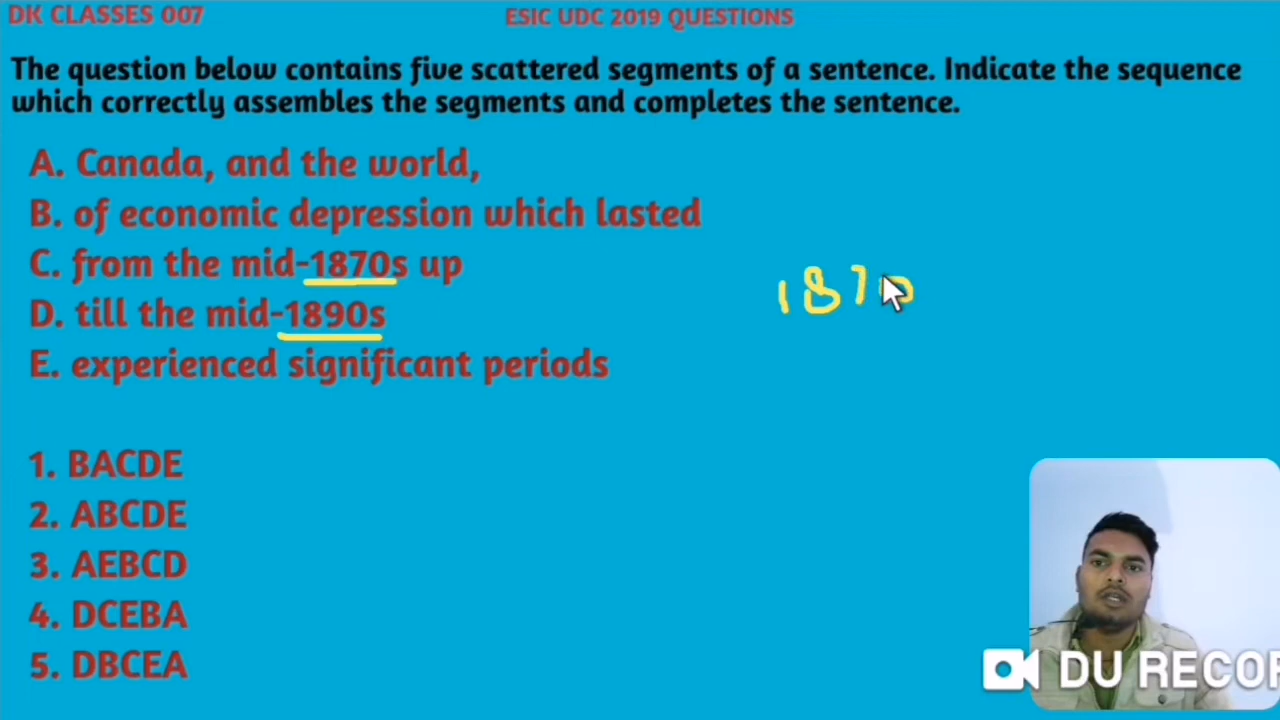 DK CLASSES 007
ESIC UDC 2019 QUESTIONS
The question below contains five scattered segments of a sentence. Indicate the sequence
which correctly assembles the segments and completes the sentence.
A. Canada, and the world,
B. of economic depression which lasted
C. from the mid-1870s up
D. till the mid-1890s
E. experienced significant periods
1870
1. BACDE
2. ABCDE
3. AEBCD
4. DCEBA
5. DBCEA
DU RECOR